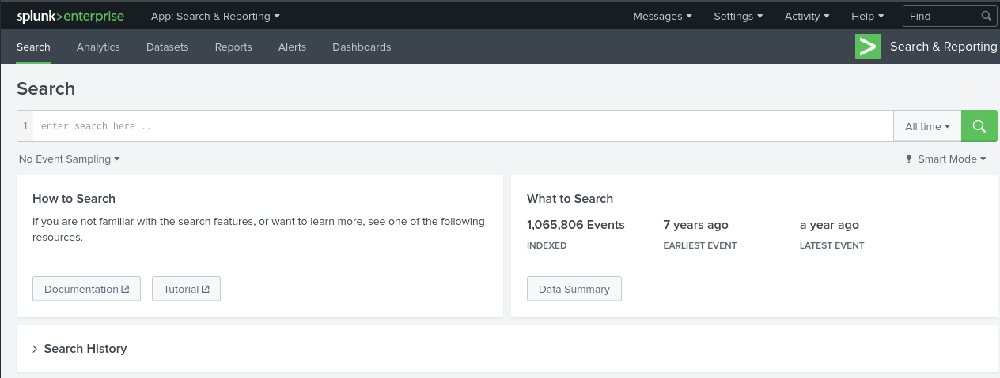 splunk>enterprise App: Search & Reporting Messages Settings Activity Help Find
Search Analytics Datasets Reports Alerts Dashboards Search & Reporting
Search
1 enter search here... All time
No Event Sampling Smart Mode
How to Search
If you are not familiar with the search features, or want to learn more, see one of the following
resources.
Documentation Tutorial
What to Search
1,065,806 Events 7 years ago a year ago
INDEXED EARLIEST EVENT LATEST EVENT
Data Summary
Search History